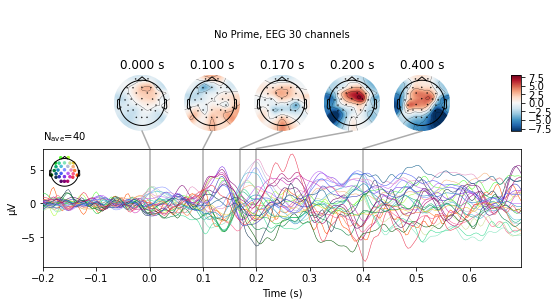 No Prime, EEG 30 channels
0.000 s 0.100 s 0.170 s 0.200 s 0.400 s
7.5
5.0
2.5
0.0
−2.5
−5.0
−7.5
Nave=40
5
0
−5
µV
−0.2 −0.1 0.0 0.1 0.2 0.3 0.4 0.5 0.6
Time (s)